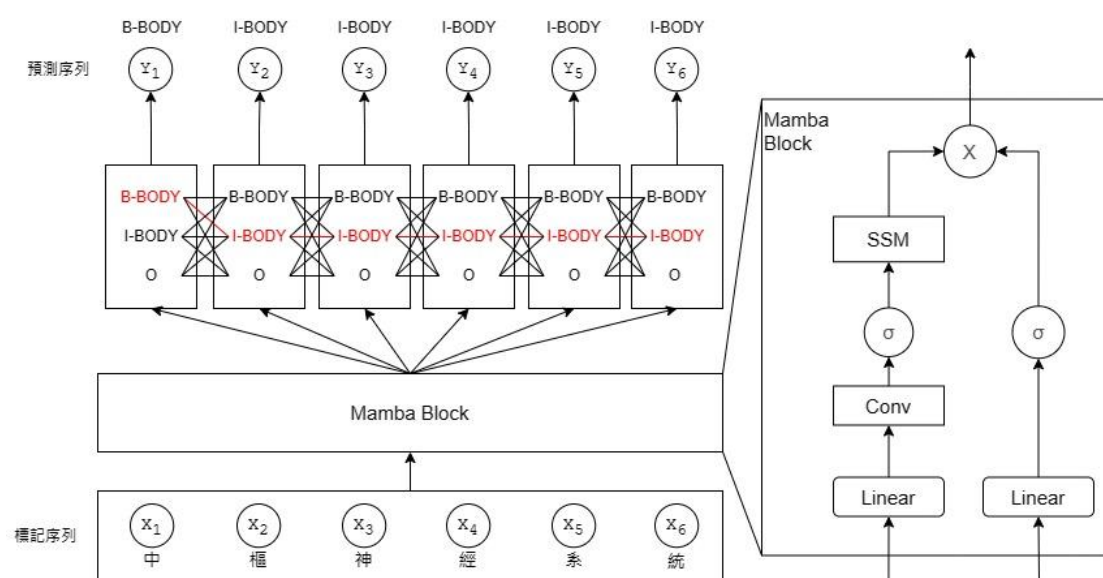 B-BODY I-BODY I-BODY I-BODY I-BODY I-BODY
預測序列 Y1 Y2 Y3 Y4 Y5 Y6
B-BODY B-BODY B-BODY B-BODY B-BODY B-BODY
I-BODY I-BODY I-BODY I-BODY I-BODY I-BODY
O O O O O O
Mamba Block
標記序列 X1 X2 X3 X4 X5 X6
中 樞 神 經 系 統
Mamba
Block
X
SSM
σ σ
Conv
Linear Linear